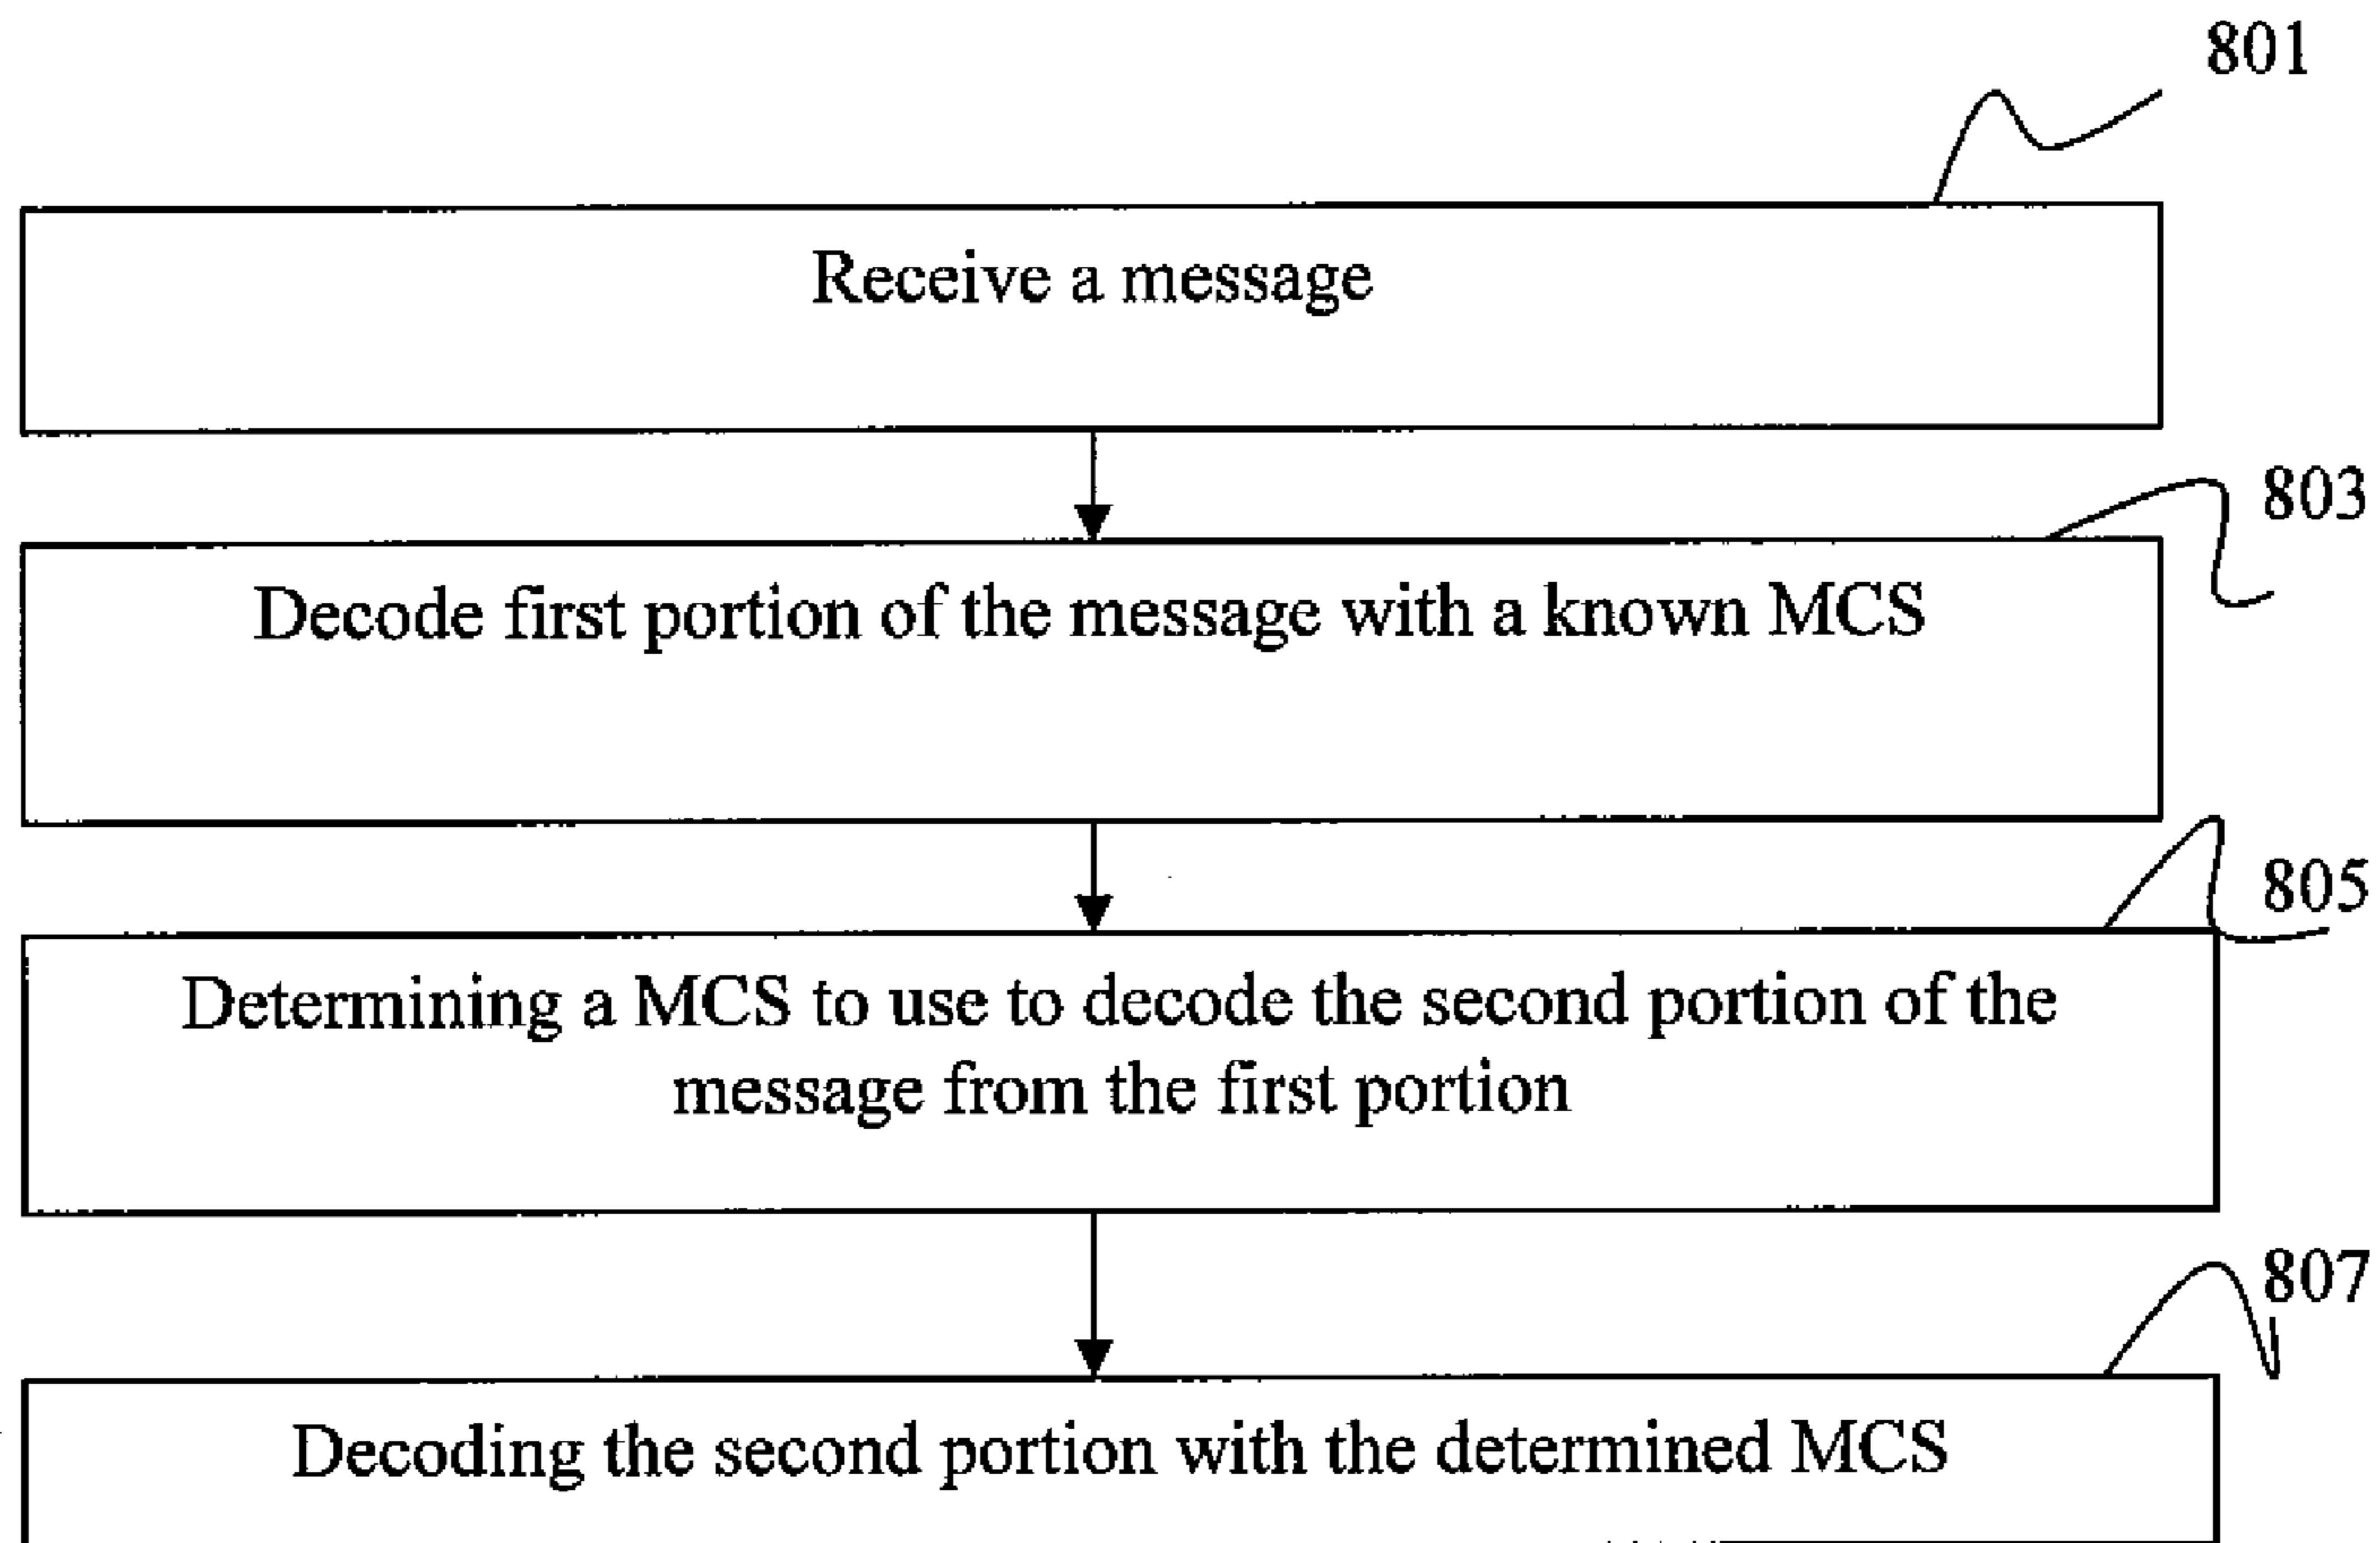 801
Receive a message
803
Decode first portion of the message with a known MCS
805
Determining a MCS to use to decode the second portion of the
message from the first portion
807
Decoding the second portion with the determined MCS